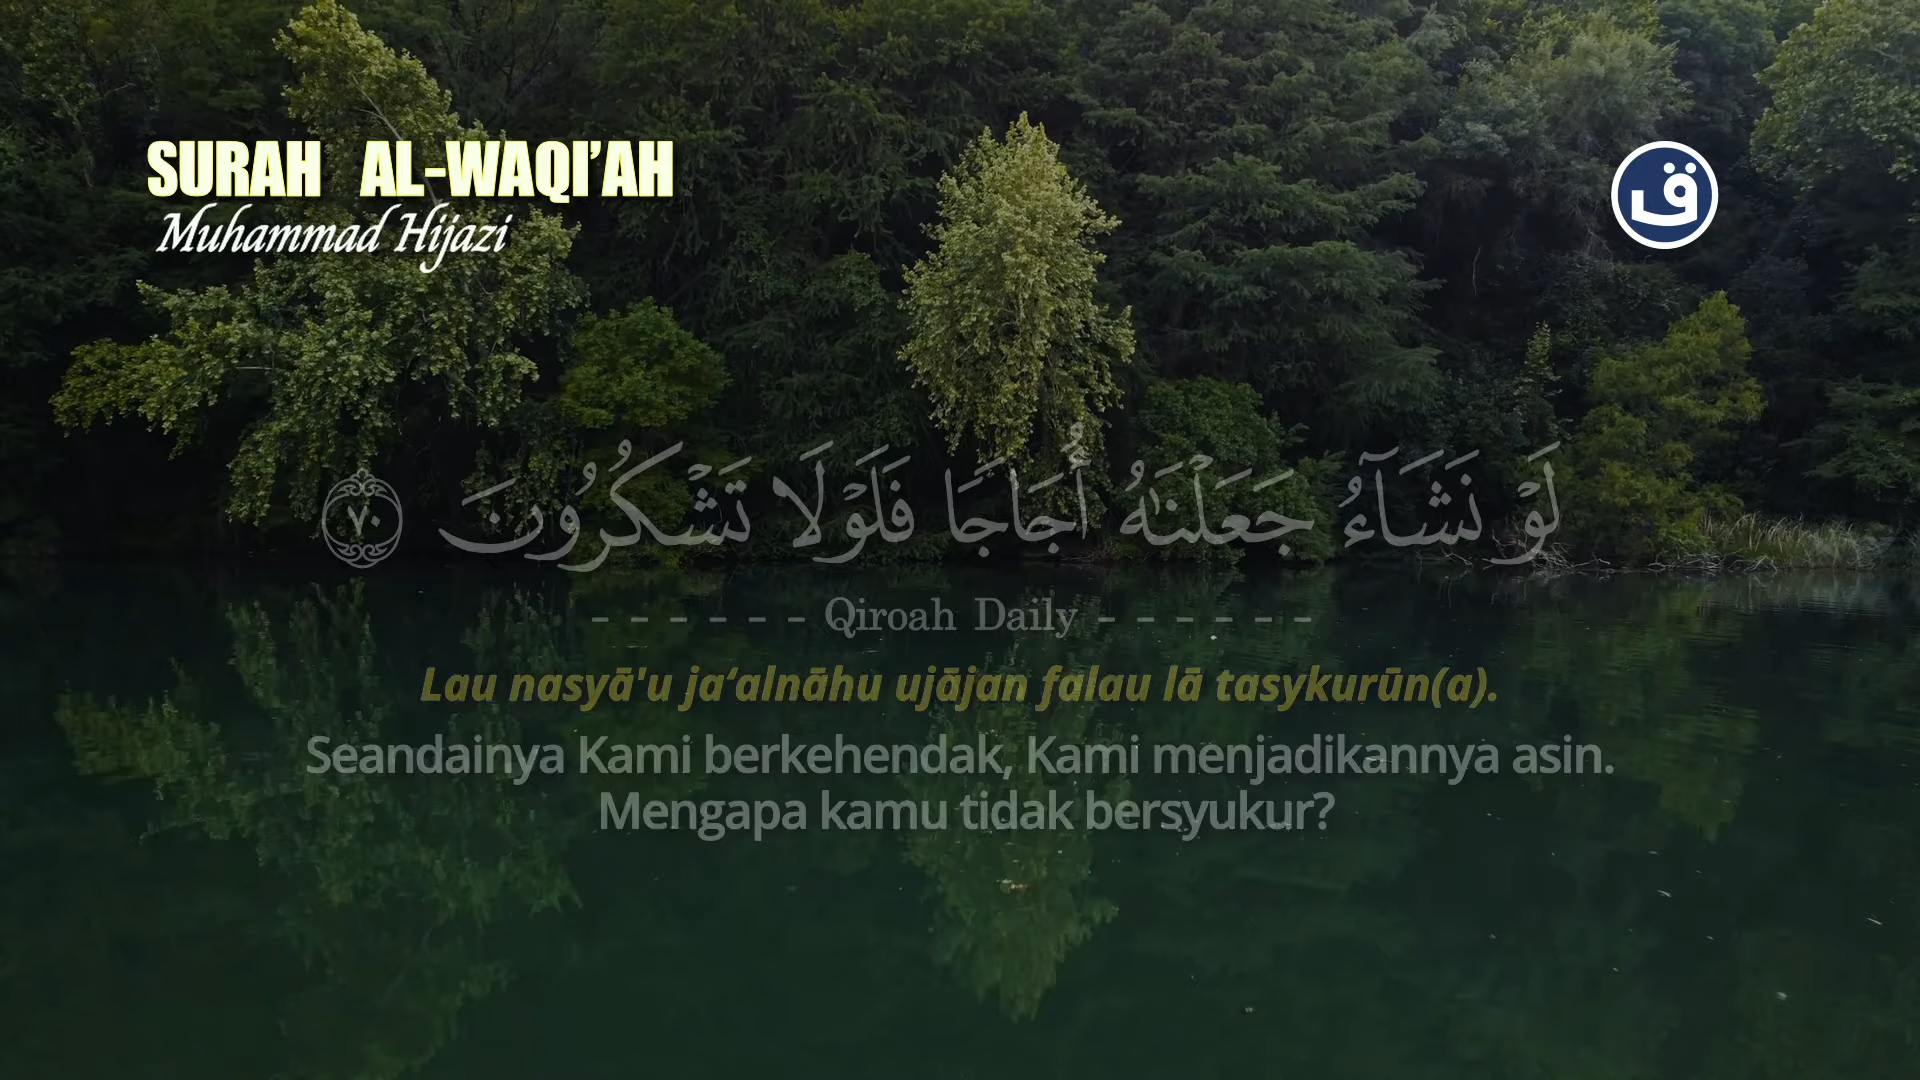 SURAH AL-WAQI’AH
Muhammad Hijazi
ق
لَوْ نَشَآءُ جَعَلْنٰهُ أُجَاجًا فَلَوْلَا تَشْكُرُونَ ٧٠
- - - - - - Qiroah Daily - - - - - -
Lau nasyā'u ja‘alnāhu ujājan falau lā tasykurūn(a).
Seandainya Kami berkehendak, Kami menjadikannya asin.
Mengapa kamu tidak bersyukur?